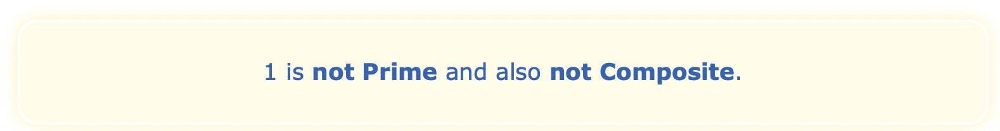 1 is not Prime and also not Composite.